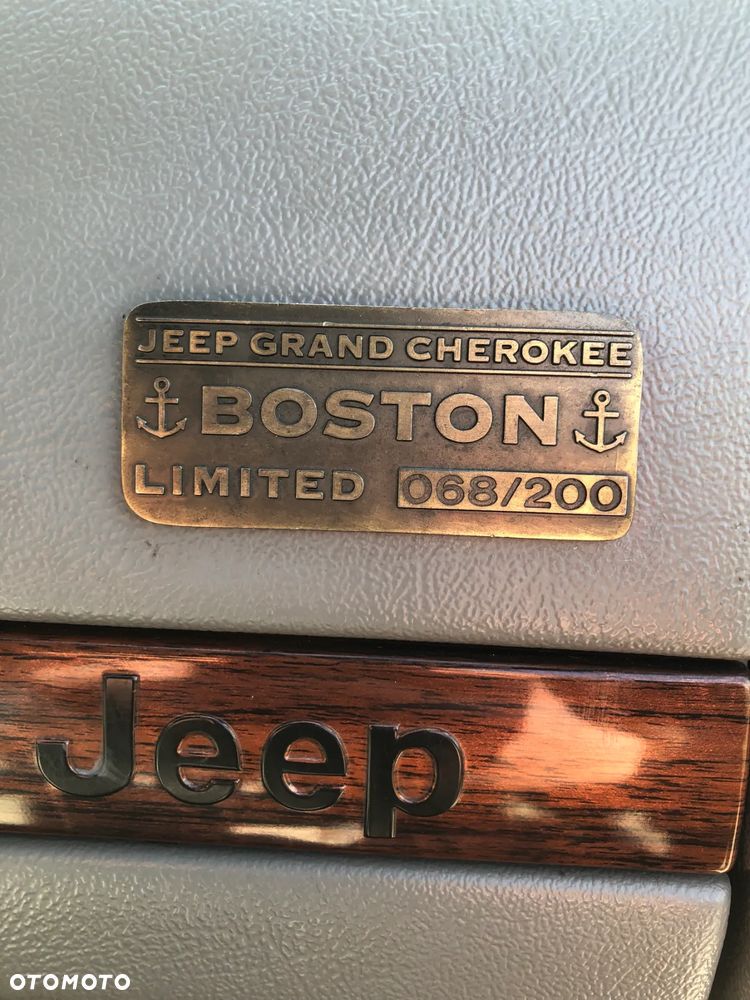 JEEP GRAND CHEROKEE
BOSTON
LIMITED 068/200
Jeep
OTOMOTO